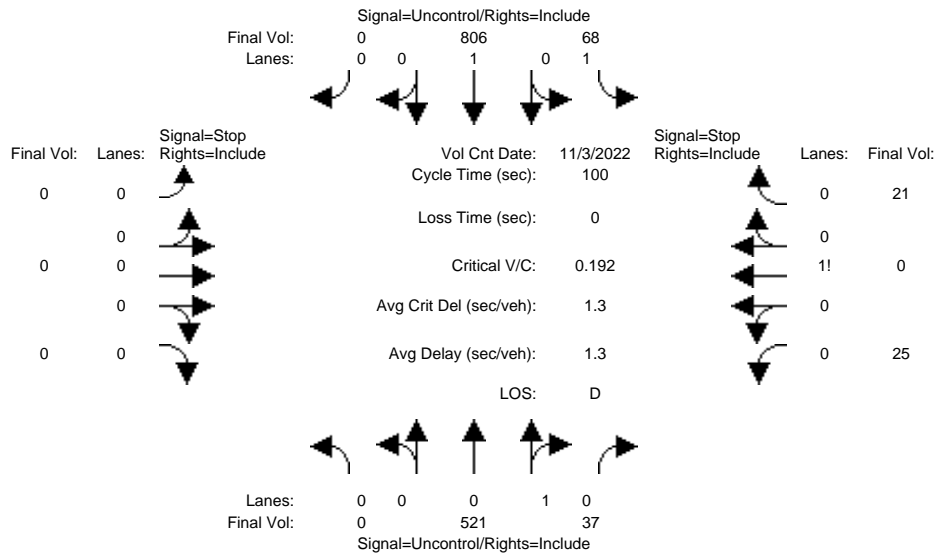 Signal=Uncontrol/Rights=Include
Final Vol: 0 806 68
Lanes: 0 0 1 0 1
Signal=Stop Signal=Stop
Final Vol: Lanes: Rights=Include Vol Cnt Date: 11/3/2022 Rights=Include Lanes: Final Vol:
Cycle Time (sec): 100
0 0 0 21
Loss Time (sec): 0
0 0
0 0 Critical V/C: 0.192 1! 0
0 Avg Crit Del (sec/veh): 1.3 0
0 0 Avg Delay (sec/veh): 1.3 0 25
LOS: D
Lanes: 0 0 0 1 0
Final Vol: 0 521 37
Signal=Uncontrol/Rights=Include